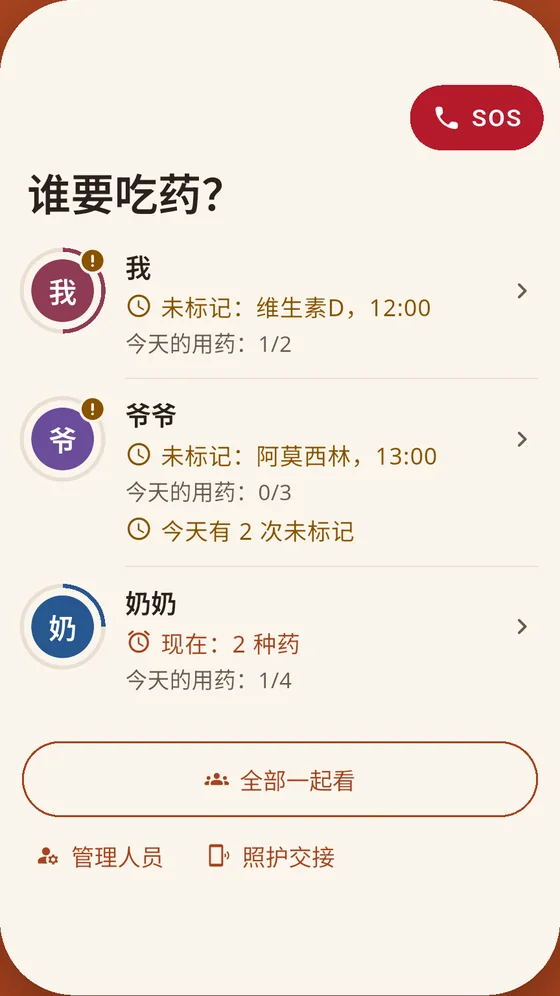 SOS
谁要吃药？
我
!
我
未标记：维生素D，12:00
今天的用药：1/2
爷
!
爷爷
未标记：阿莫西林，13:00
今天的用药：0/3
今天有 2 次未标记
奶
奶奶
现在：2 种药
今天的用药：1/4
全部一起看
管理人员
照护交接